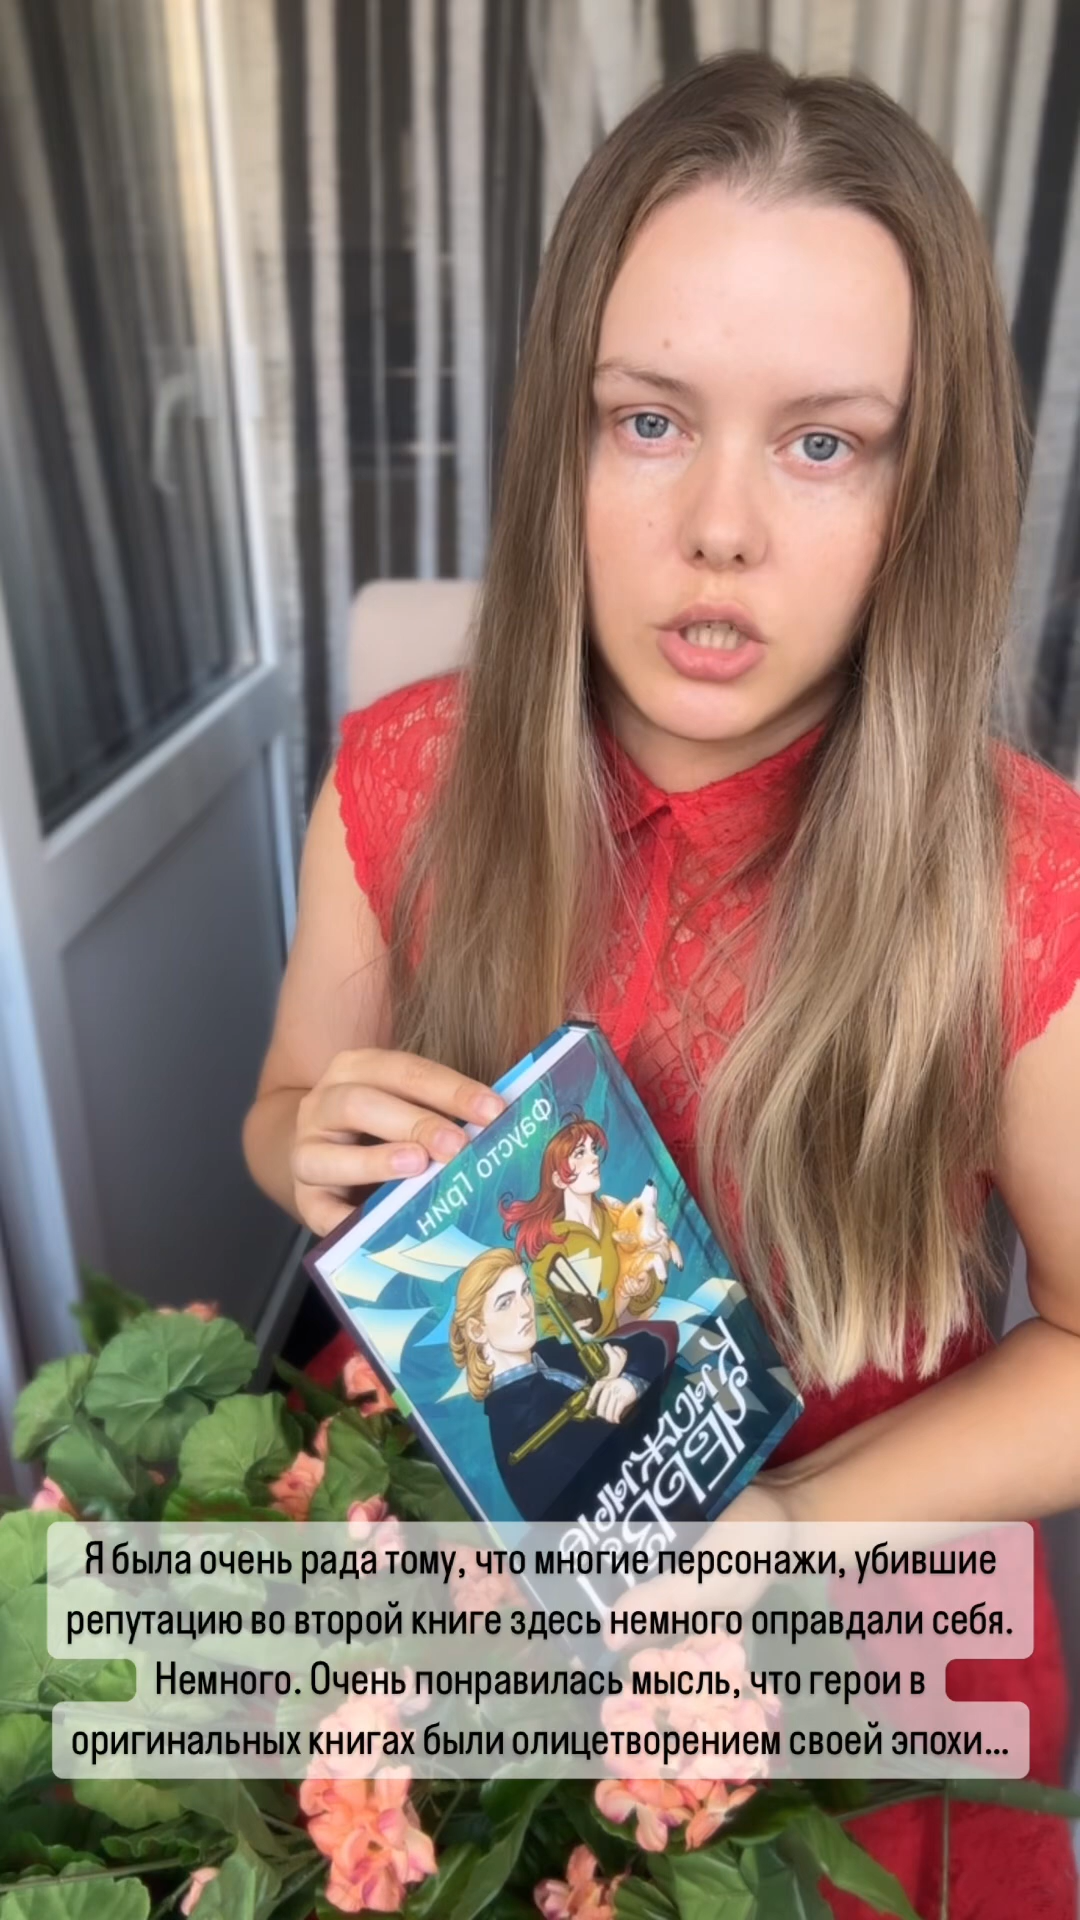 Фаусто Грин
Я была очень рада тому, что многие персонажи, убившие
репутацию во второй книге здесь немного оправдали себя.
Немного. Очень понравилась мысль, что герои в
оригинальных книгах были олицетворением своей эпохи...